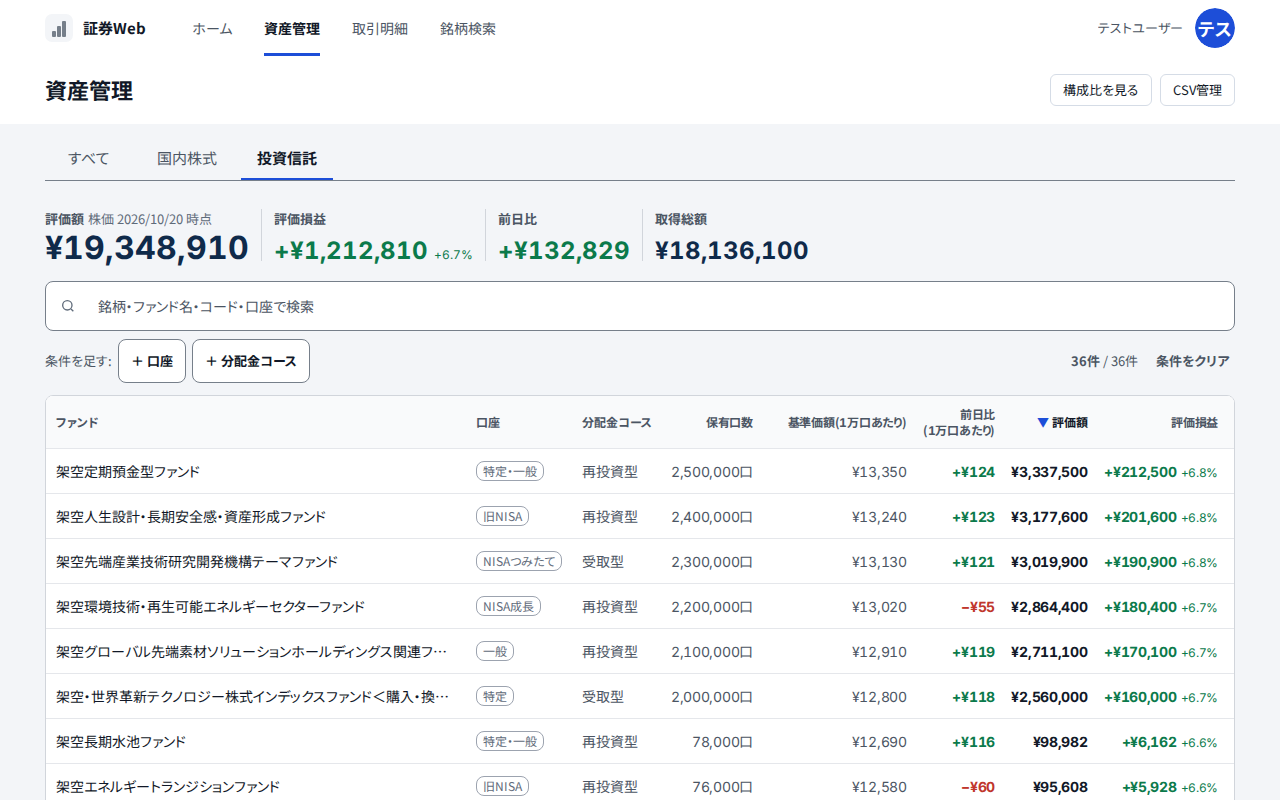 証券Web ホーム 資産管理 取引明細 銘柄検索 テストユーザー テス
資産管理 構成比を見る CSV管理
すべて 国内株式 投資信託
評価額 株価 2026/10/20 時点 評価損益 前日比 取得総額
¥19,348,910 +¥1,212,810 +6.7% +¥132,829 ¥18,136,100
銘柄・ファンド名・コード・口座で検索
条件を足す: + 口座 + 分配金コース 36件 / 36件 条件をクリア
ファンド 口座 分配金コース 保有口数 基準価額(1万口あたり) 前日比 (1万口あたり) ▼ 評価額 評価損益
架空定期預金型ファンド 特定・一般 再投資型 2,500,000口 ¥13,350 +¥124 ¥3,337,500 +¥212,500 +6.8%
架空人生設計・長期安全感・資産形成ファンド 旧NISA 再投資型 2,400,000口 ¥13,240 +¥123 ¥3,177,600 +¥201,600 +6.8%
架空先端産業技術研究開発機構テーマファンド NISAつみたて 受取型 2,300,000口 ¥13,130 +¥121 ¥3,019,900 +¥190,900 +6.8%
架空環境技術・再生可能エネルギーセクターファンド NISA成長 再投資型 2,200,000口 ¥13,020 −¥55 ¥2,864,400 +¥180,400 +6.7%
架空グローバル先端素材ソリューションホールディングス関連フ… 一般 再投資型 2,100,000口 ¥12,910 +¥119 ¥2,711,100 +¥170,100 +6.7%
架空・世界革新テクノロジー株式インデックスファンド＜購入・換… 特定 受取型 2,000,000口 ¥12,800 +¥118 ¥2,560,000 +¥160,000 +6.7%
架空長期水池ファンド 特定・一般 再投資型 78,000口 ¥12,690 +¥116 ¥98,982 +¥6,162 +6.6%
架空エネルギートランジションファンド 旧NISA 再投資型 76,000口 ¥12,580 −¥60 ¥95,608 +¥5,928 +6.6%